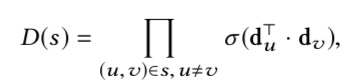 D(s) = ∏ σ(d_u^⊤ · d_v),
(u, v)∈s, u≠v